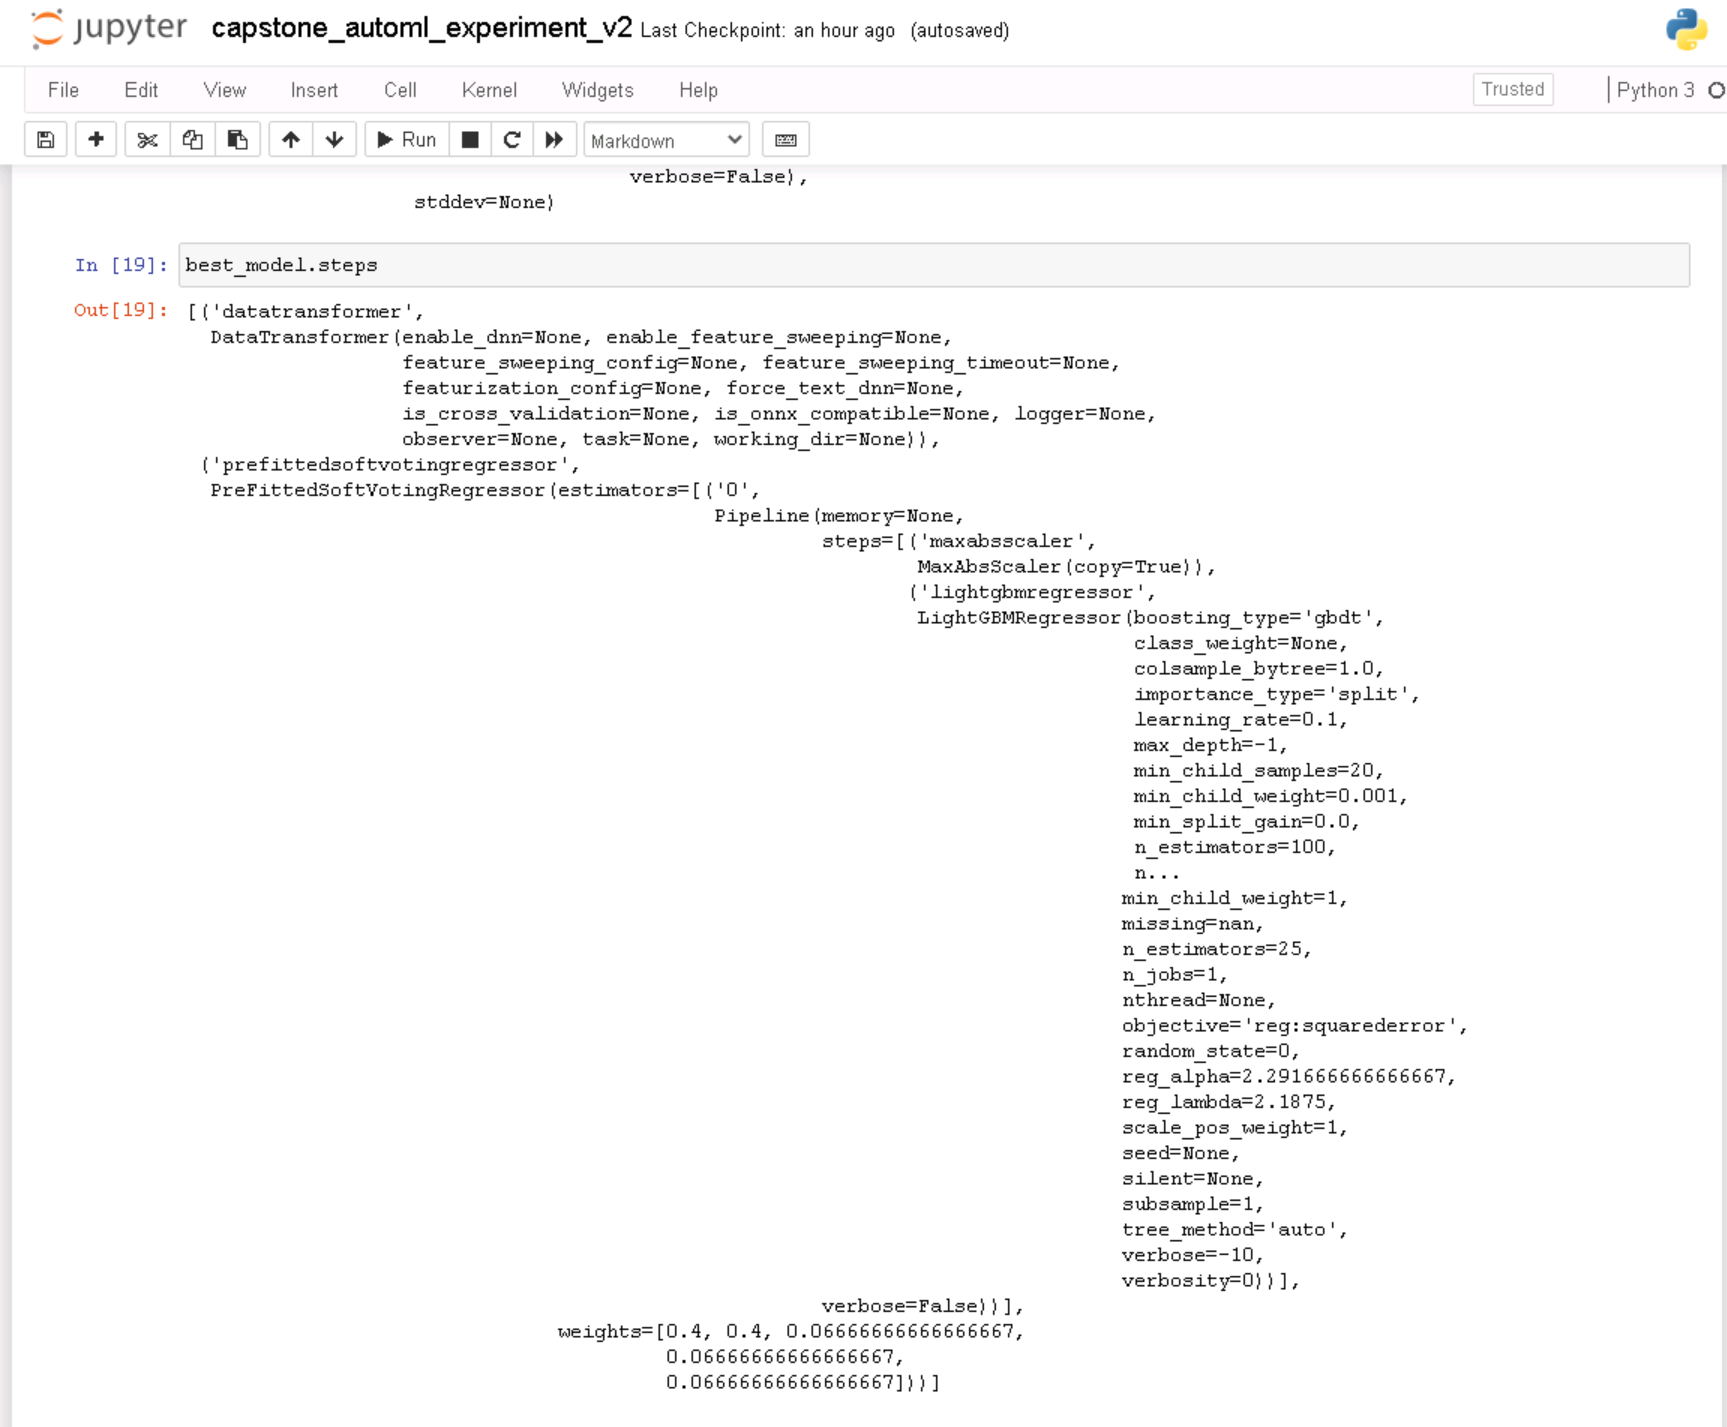 jupyter capstone_automl_experiment_v2 Last Checkpoint: an hour ago (autosaved)
File Edit View Insert Cell Kernel Widgets Help Trusted Python 3
Run Markdown
verbose=False),
stddev=None)
In [19]: best_model.steps
Out[19]: [('datatransformer',
DataTransformer(enable_dnn=None, enable_feature_sweeping=None,
feature_sweeping_config=None, feature_sweeping_timeout=None,
featurization_config=None, force_text_dnn=None,
is_cross_validation=None, is_onnx_compatible=None, logger=None,
observer=None, task=None, working_dir=None)),
('prefittedsoftvotingregressor',
PreFittedSoftVotingRegressor(estimators=[('0',
Pipeline(memory=None,
steps=[('maxabsscaler',
MaxAbsScaler(copy=True)),
('lightgbmregressor',
LightGBMRegressor(boosting_type='gbdt',
class_weight=None,
colsample_bytree=1.0,
importance_type='split',
learning_rate=0.1,
max_depth=-1,
min_child_samples=20,
min_child_weight=0.001,
min_split_gain=0.0,
n_estimators=100,
n...
min_child_weight=1,
missing=nan,
n_estimators=25,
n_jobs=1,
nthread=None,
objective='reg:squarederror',
random_state=0,
reg_alpha=2.291666666666667,
reg_lambda=2.1875,
scale_pos_weight=1,
seed=None,
silent=None,
subsample=1,
tree_method='auto',
verbose=-10,
verbosity=0))],
verbose=False))],
weights=[0.4, 0.4, 0.06666666666666667,
0.06666666666666667,
0.06666666666666667]))]